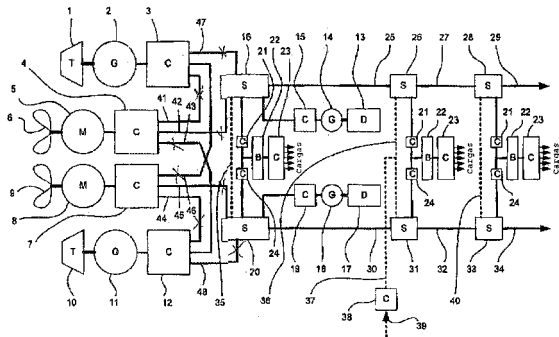 1 2 3 47 16 22 21 23 15 14 13 25 26 27 28 29
T G C S C G D S S
4 41 42 43
5 6 M C
C B C cargas
21 22 23
C B C cargas
21 22 23
C B C cargas
C 24 C 24 C 24
9 M C
8 7 44 45 46
C G D
T G C S S S
10 11 12 48 35 20 24 36 19 18 17 30 31 32 33 34
37 40
38 C 39